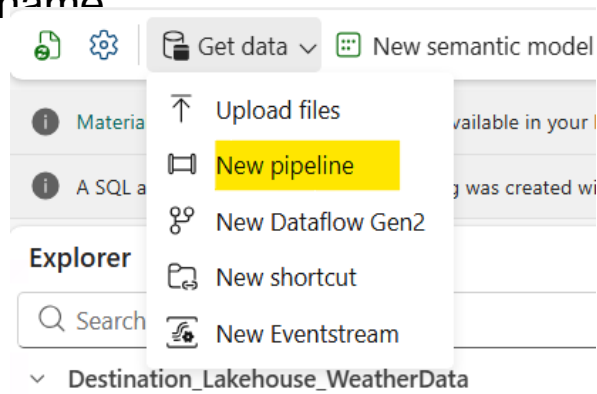 name
Get data New semantic model
Upload files
Materia vailable in your
New pipeline
A SQL a g was created wi
New Dataflow Gen2
Explorer
New shortcut
Search
New Eventstream
Destination_Lakehouse_WeatherData